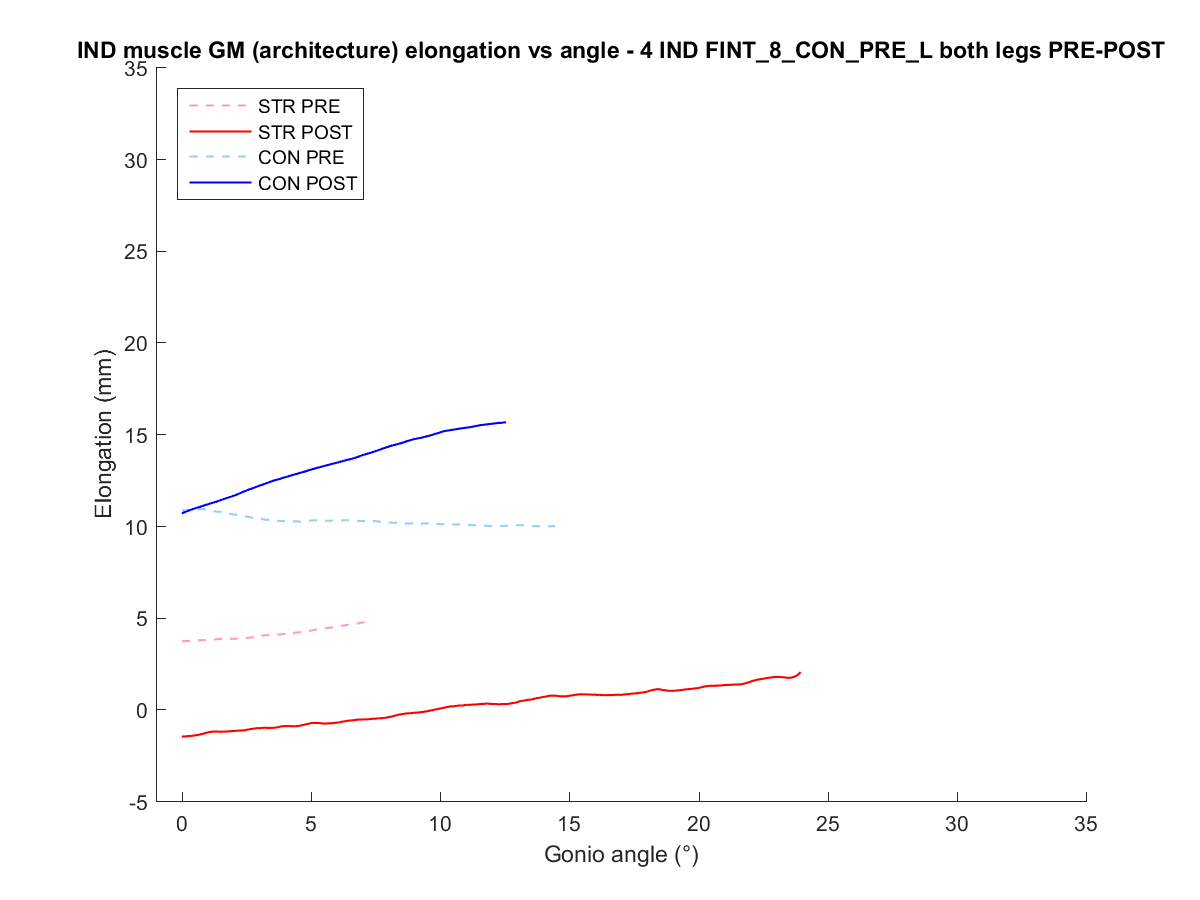 IND muscle GM (architecture) elongation vs angle - 4 IND FINT_8_CON_PRE_L both legs PRE-POST
STR PRE
STR POST
CON PRE
CON POST
35
30
25
20
15
10
5
0
-5
Elongation (mm)
0 5 10 15 20 25 30 35
Gonio angle (°)